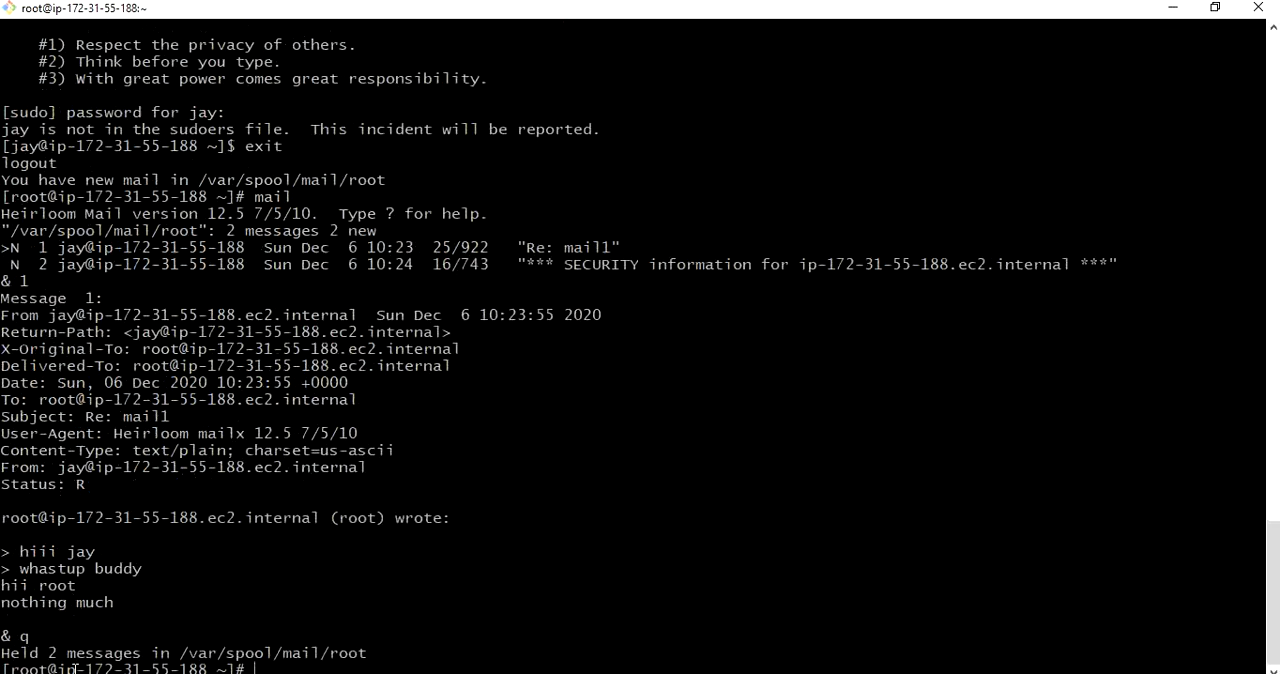 root@ip-172-31-55-188:~
#1) Respect the privacy of others.
#2) Think before you type.
#3) With great power comes great responsibility.
[sudo] password for jay:
jay is not in the sudoers file.  This incident will be reported.
[jay@ip-172-31-55-188 ~]$ exit
logout
You have new mail in /var/spool/mail/root
[root@ip-172-31-55-188 ~]# mail
Heirloom Mail version 12.5 7/5/10.  Type ? for help.
"/var/spool/mail/root": 2 messages 2 new
>N  1 jay@ip-172-31-55-188  Sun Dec  6 10:23  25/922   "Re: mail1"
 N  2 jay@ip-172-31-55-188  Sun Dec  6 10:24  16/743   "*** SECURITY information for ip-172-31-55-188.ec2.internal ***"
& 1
Message  1:
From jay@ip-172-31-55-188.ec2.internal  Sun Dec  6 10:23:55 2020
Return-Path: <jay@ip-172-31-55-188.ec2.internal>
X-Original-To: root@ip-172-31-55-188.ec2.internal
Delivered-To: root@ip-172-31-55-188.ec2.internal
Date: Sun, 06 Dec 2020 10:23:55 +0000
To: root@ip-172-31-55-188.ec2.internal
Subject: Re: mail1
User-Agent: Heirloom mailx 12.5 7/5/10
Content-Type: text/plain; charset=us-ascii
From: jay@ip-172-31-55-188.ec2.internal
Status: R
root@ip-172-31-55-188.ec2.internal (root) wrote:
> hiii jay
> whastup buddy
hii root
nothing much
& q
Held 2 messages in /var/spool/mail/root
[root@ip-172-31-55-188 ~]#